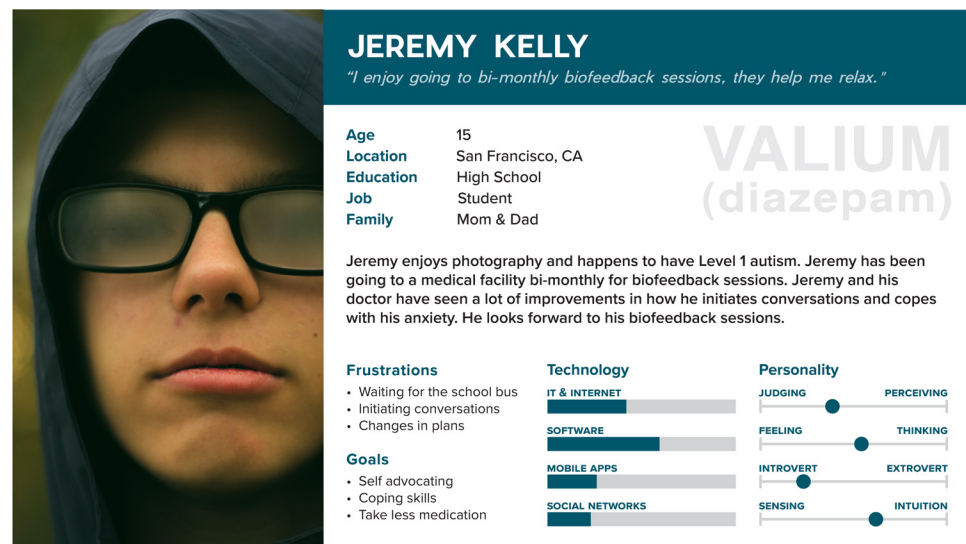 JEREMY KELLY
“I enjoy going to bi-monthly biofeedback sessions, they help me relax."
Age 15
Location San Francisco, CA
Education High School
Job Student
Family Mom & Dad
VALIUM
(diazepam)
Jeremy enjoys photography and happens to have Level 1 autism. Jeremy has been
going to a medical facility bi-monthly for biofeedback sessions. Jeremy and his
doctor have seen a lot of improvements in how he initiates conversations and copes
with his anxiety. He looks forward to his biofeedback sessions.
Frustrations
• Waiting for the school bus
• Initiating conversations
• Changes in plans
Goals
• Self advocating
• Coping skills
• Take less medication
Technology
IT & INTERNET
SOFTWARE
MOBILE APPS
SOCIAL NETWORKS
Personality
JUDGING PERCEIVING
FEELING THINKING
INTROVERT EXTROVERT
SENSING INTUITION